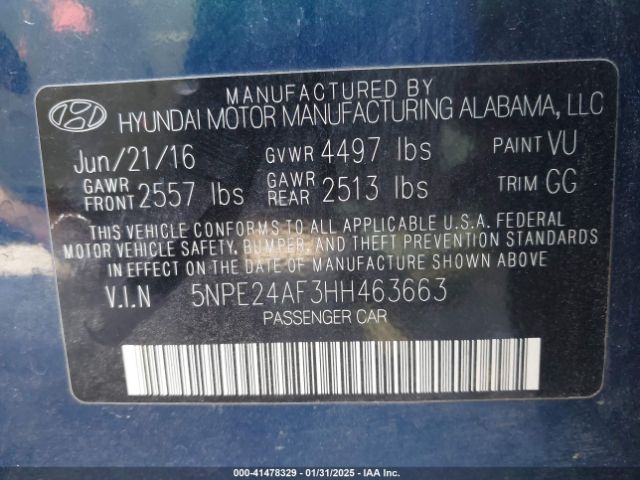 MANUFACTURED BY
HYUNDAI MOTOR MANUFACTURING ALABAMA, LLC
Jun/21/16 GVWR 4497 lbs PAINT VU
GAWR FRONT 2557 lbs GAWR REAR 2513 lbs TRIM GG
THIS VEHICLE CONFORMS TO ALL APPLICABLE U.S.A. FEDERAL
MOTOR VEHICLE SAFETY, BUMPER, AND THEFT PREVENTION STANDARDS
IN EFFECT ON THE DATE OF MANUFACTURE SHOWN ABOVE
V.I.N 5NPE24AF3HH463663
PASSENGER CAR
000-41478329 - 01/31/2025 - IAA Inc.